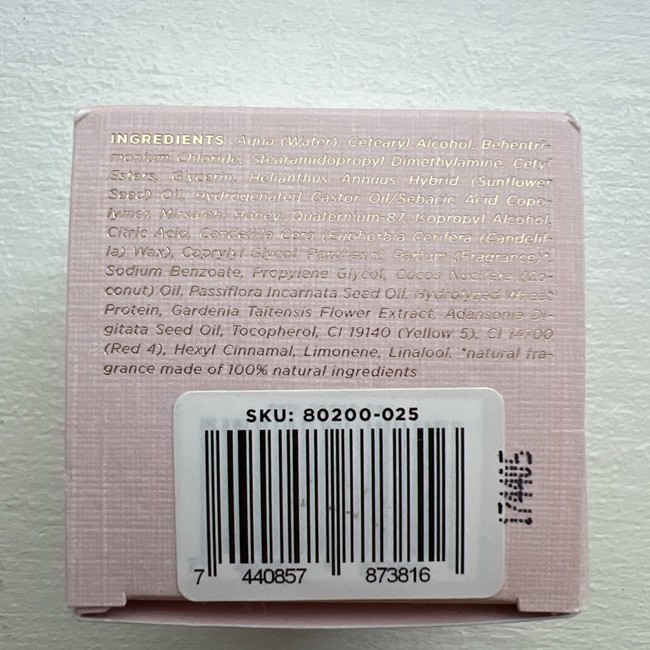 INGREDIENTS: Aqua (Water), Cetearyl Alcohol, Behentri-
monium Chloride, Stearamidopropyl Dimethylamine, Cetyl
Esters, Glycerin, Helianthus Annuus Hybrid (Sunflower
Seed) Oil, Hydrogenated Castor Oil/Sebacic Acid Copo-
lymer, Mirsalehi Honey, Quaternium-87, Isopropyl Alcohol,
Citric Acid, Candelilla Cera (Euphorbia Cerifera (Candelil-
la) Wax), Caprylyl Glycol, Panthenol, Parfum (Fragrance)*,
Sodium Benzoate, Propylene Glycol, Cocos Nucifera (Co-
conut) Oil, Passiflora Incarnata Seed Oil, Hydrolyzed Wheat
Protein, Gardenia Taitensis Flower Extract, Adansonia Di-
gitata Seed Oil, Tocopherol, CI 19140 (Yellow 5), CI 14700
(Red 4), Hexyl Cinnamal, Limonene, Linalool. *natural fra-
grance made of 100% natural ingredients
SKU: 80200-025
7 440857 873816
174405